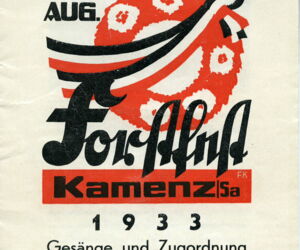 AUG.
Forstfest
Kamenz/Sa
FK
1933
Gesänge und Zugordnung